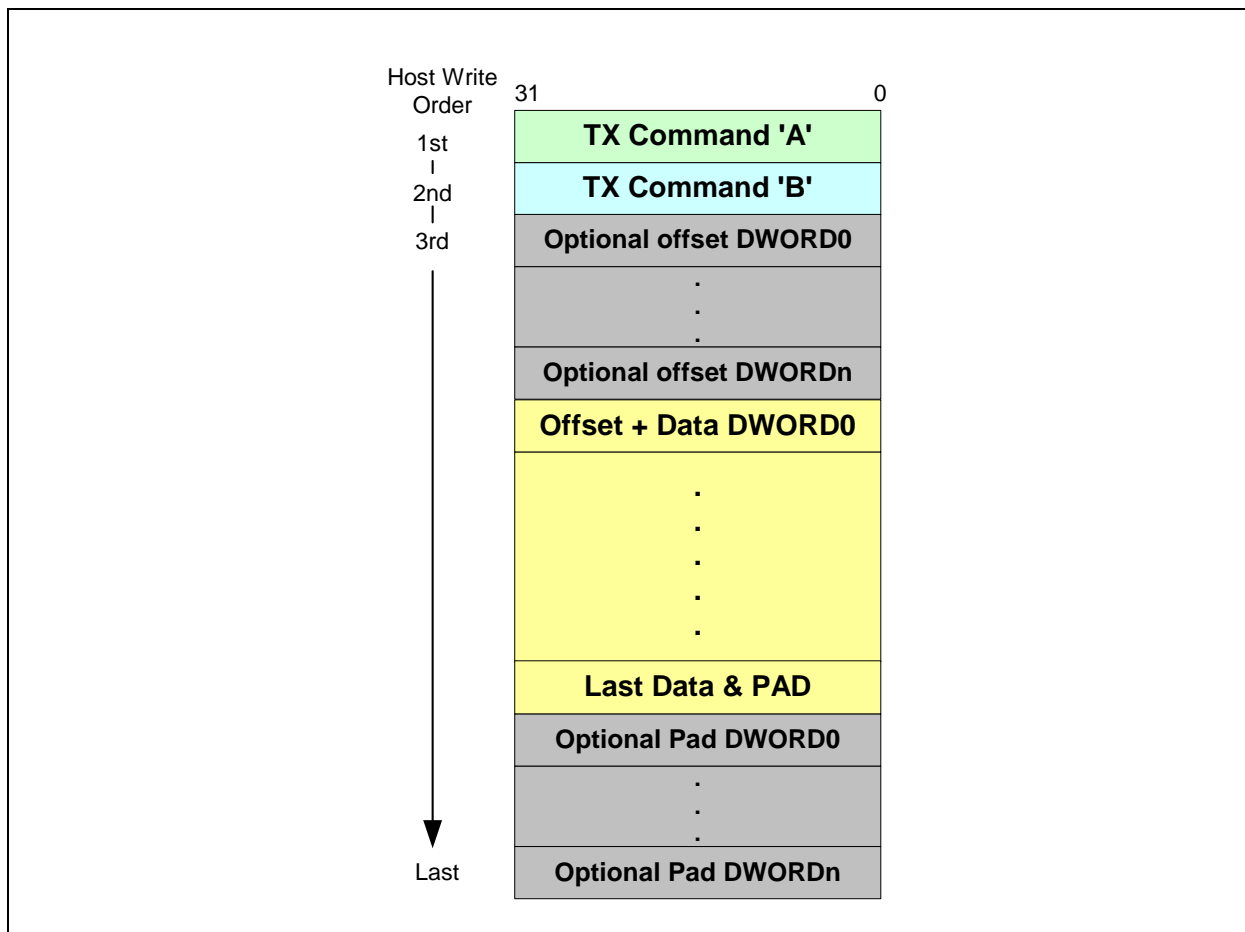 Host Write
Order
31
0
1st
TX Command 'A'
2nd
TX Command 'B'
3rd
Optional offset DWORD0
.
.
.
Optional offset DWORDn
Offset + Data DWORD0
.
.
.
.
.
Last Data & PAD
Optional Pad DWORD0
.
.
.
Last
Optional Pad DWORDn